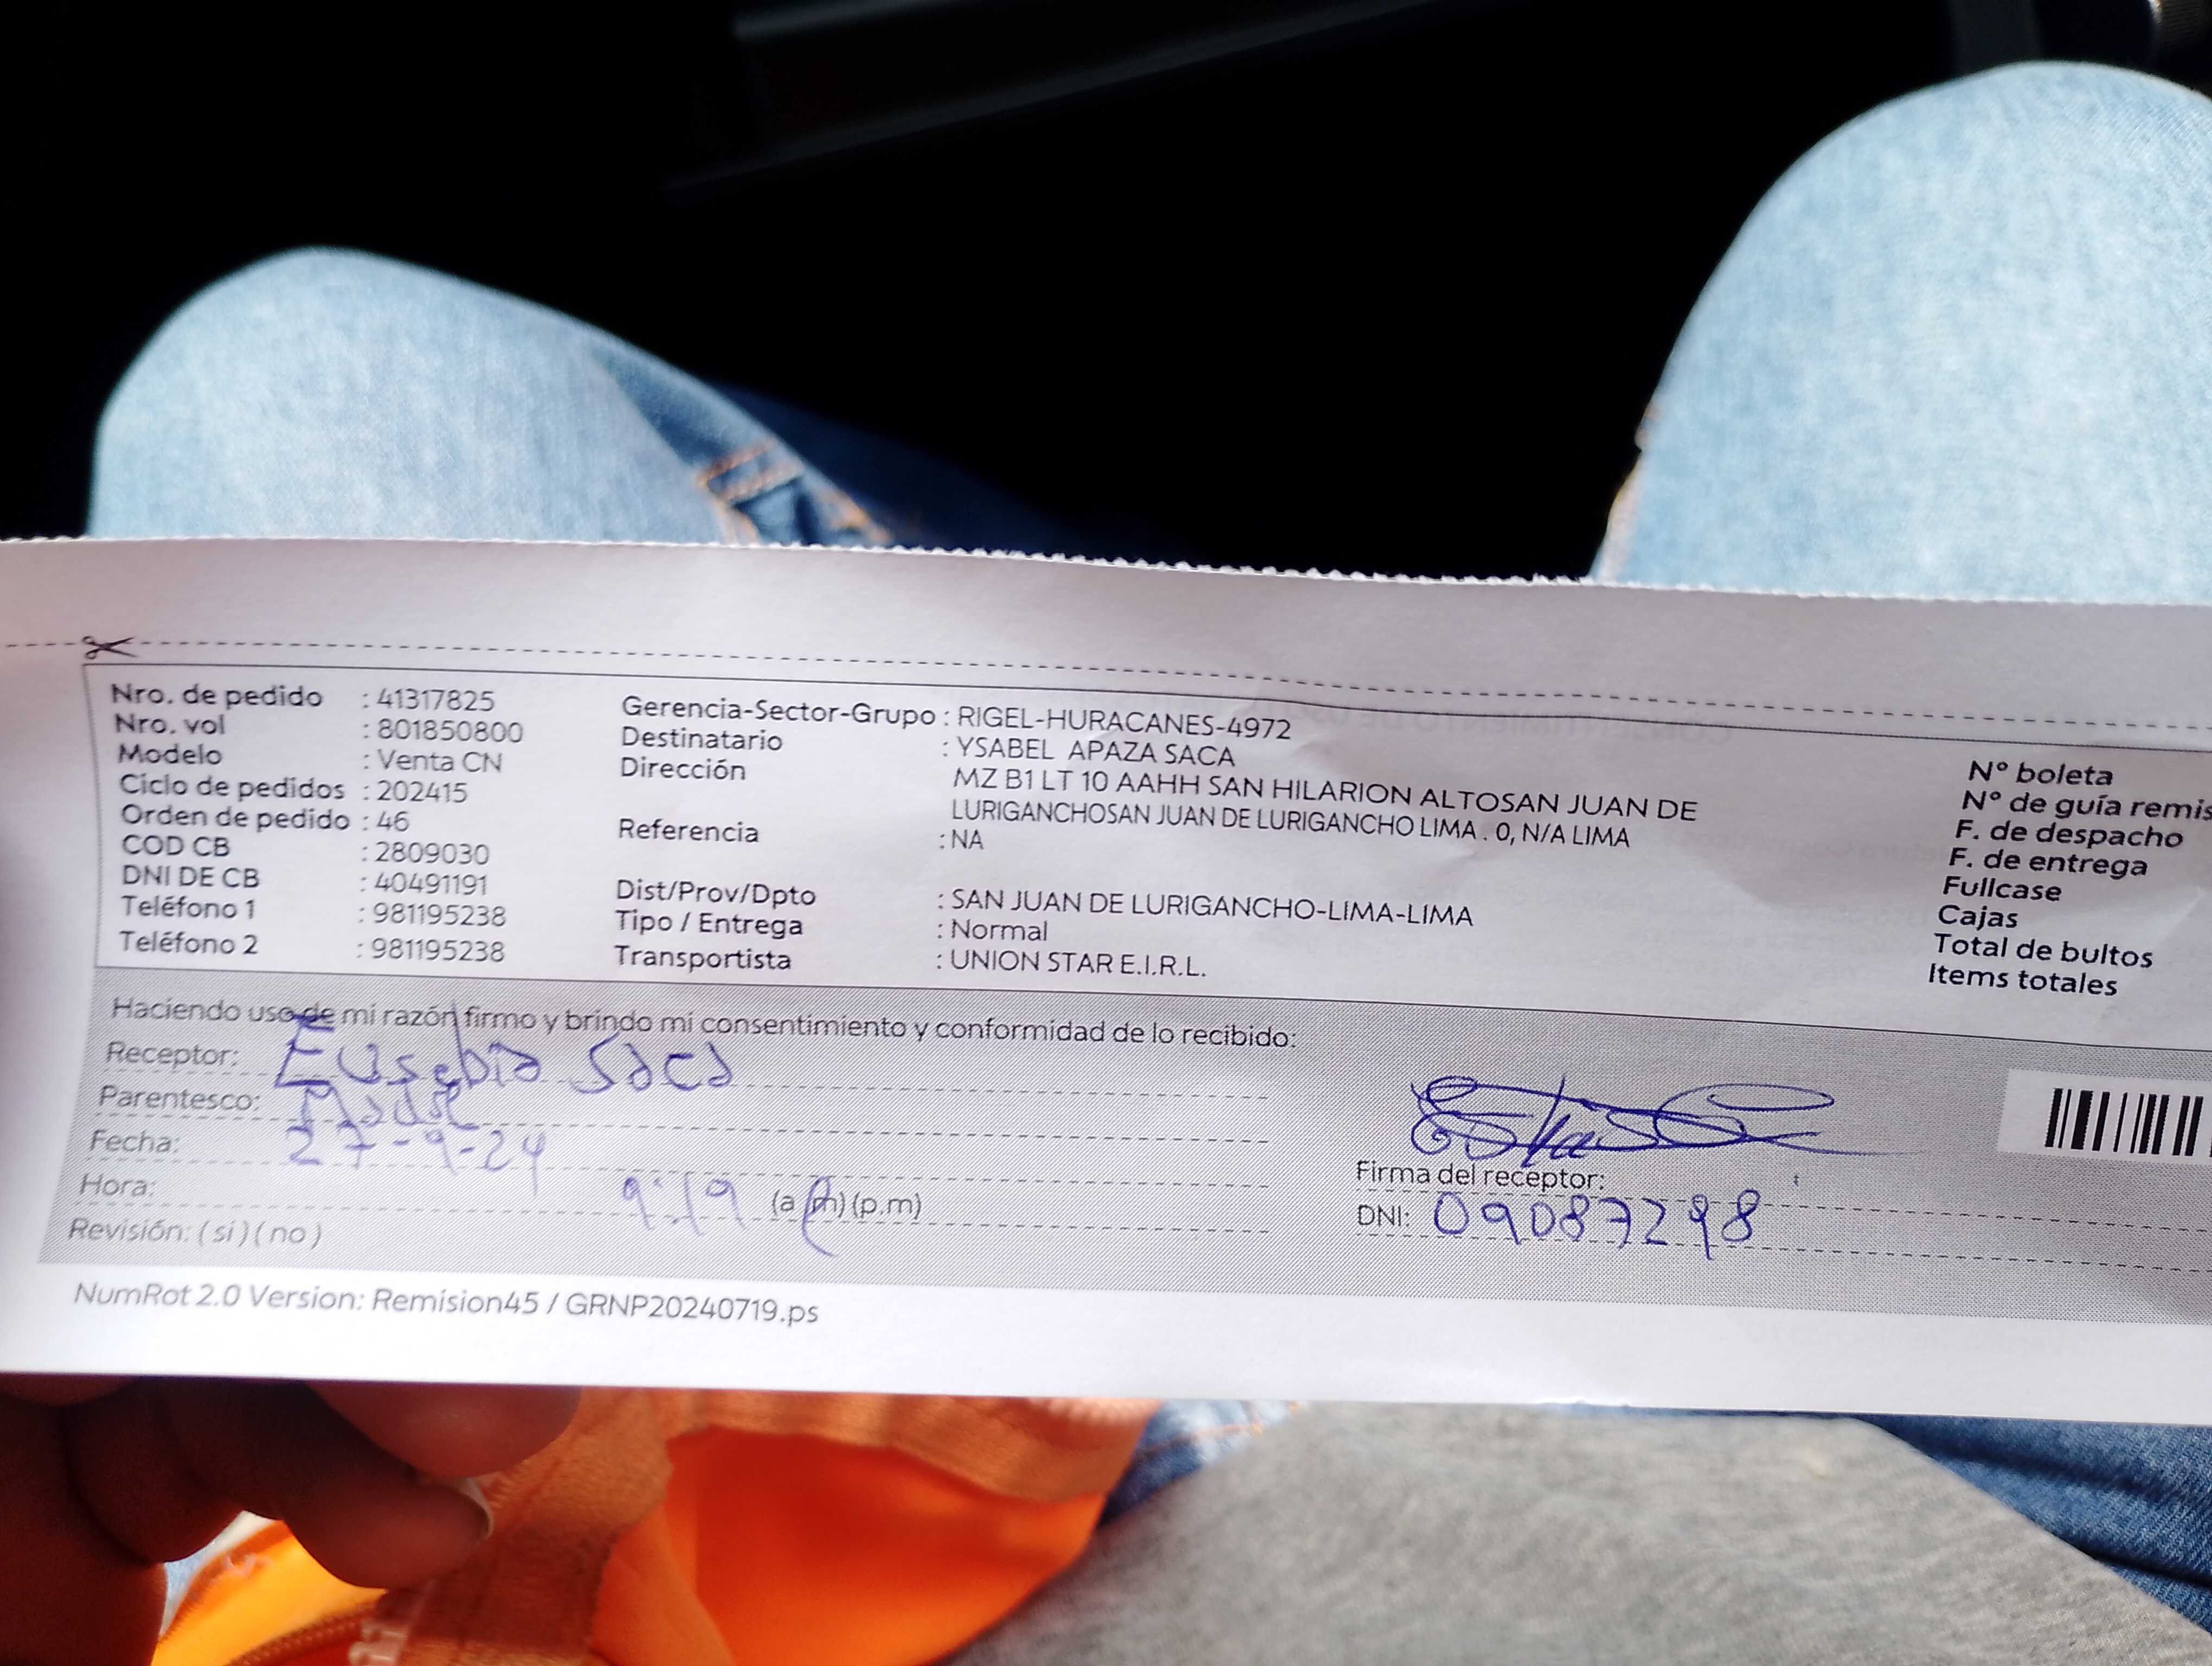 Nro. de pedido : 41317825
Nro. vol : 801850800
Modelo : Venta CN
Ciclo de pedidos : 202415
Orden de pedido : 46
COD CB : 2809030
DNI DE CB : 40491191
Teléfono 1 : 981195238
Teléfono 2 : 981195238
Gerencia-Sector-Grupo : RIGEL-HURACANES-4972
Destinatario : YSABEL APAZA SACA
Dirección MZ B1 LT 10 AAHH SAN HILARION ALTOSAN JUAN DE
LURIGANCHOSAN JUAN DE LURIGANCHO LIMA . 0, N/A LIMA
Referencia : NA
Dist/Prov/Dpto : SAN JUAN DE LURIGANCHO-LIMA-LIMA
Tipo / Entrega : Normal
Transportista : UNION STAR E.I.R.L.
N° boleta
N° de guía remis
F. de despacho
F. de entrega
Fullcase
Cajas
Total de bultos
Items totales
Haciendo uso de mi razón firmo y brindo mi consentimiento y conformidad de lo recibido:
Receptor: Eusebia Saca
Parentesco: Madre
Fecha: 27-9-24
Hora: 9:19 (a.m) (p.m)
Revisión: ( si ) ( no )
Firma del receptor:
DNI: 09087298
NumRot 2.0 Version: Remision45 / GRNP20240719.ps